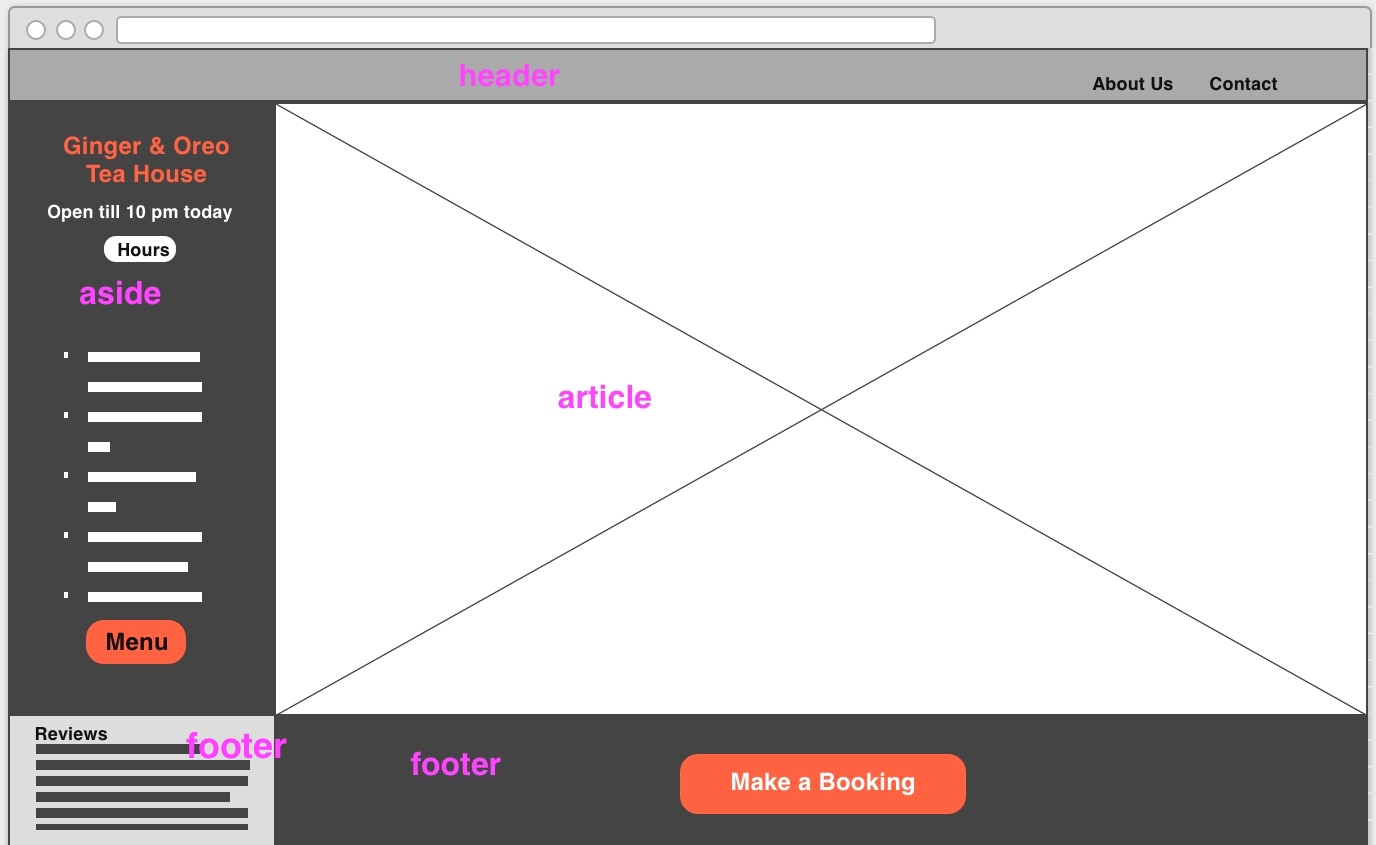 header
About Us
Contact
Ginger & Oreo
Tea House
Open till 10 pm today
Hours
aside
article
Menu
Reviews
footer
footer
Make a Booking